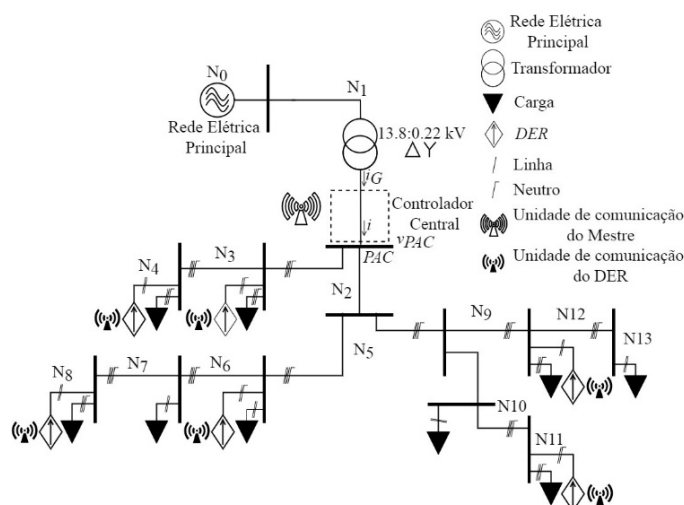 Rede Elétrica
Principal
Transformador
Carga
DER
Linha
Neutro
Unidade de comunicação
do Mestre
Unidade de comunicação
do DER
N0
N1
Rede Elétrica
Principal
13.8:0.22 kV
Δ Y
iG
Controlador
Central
i
vPAC
PAC
N4
N3
N2
N9
N12
N13
N5
N8
N7
N6
N10
N11